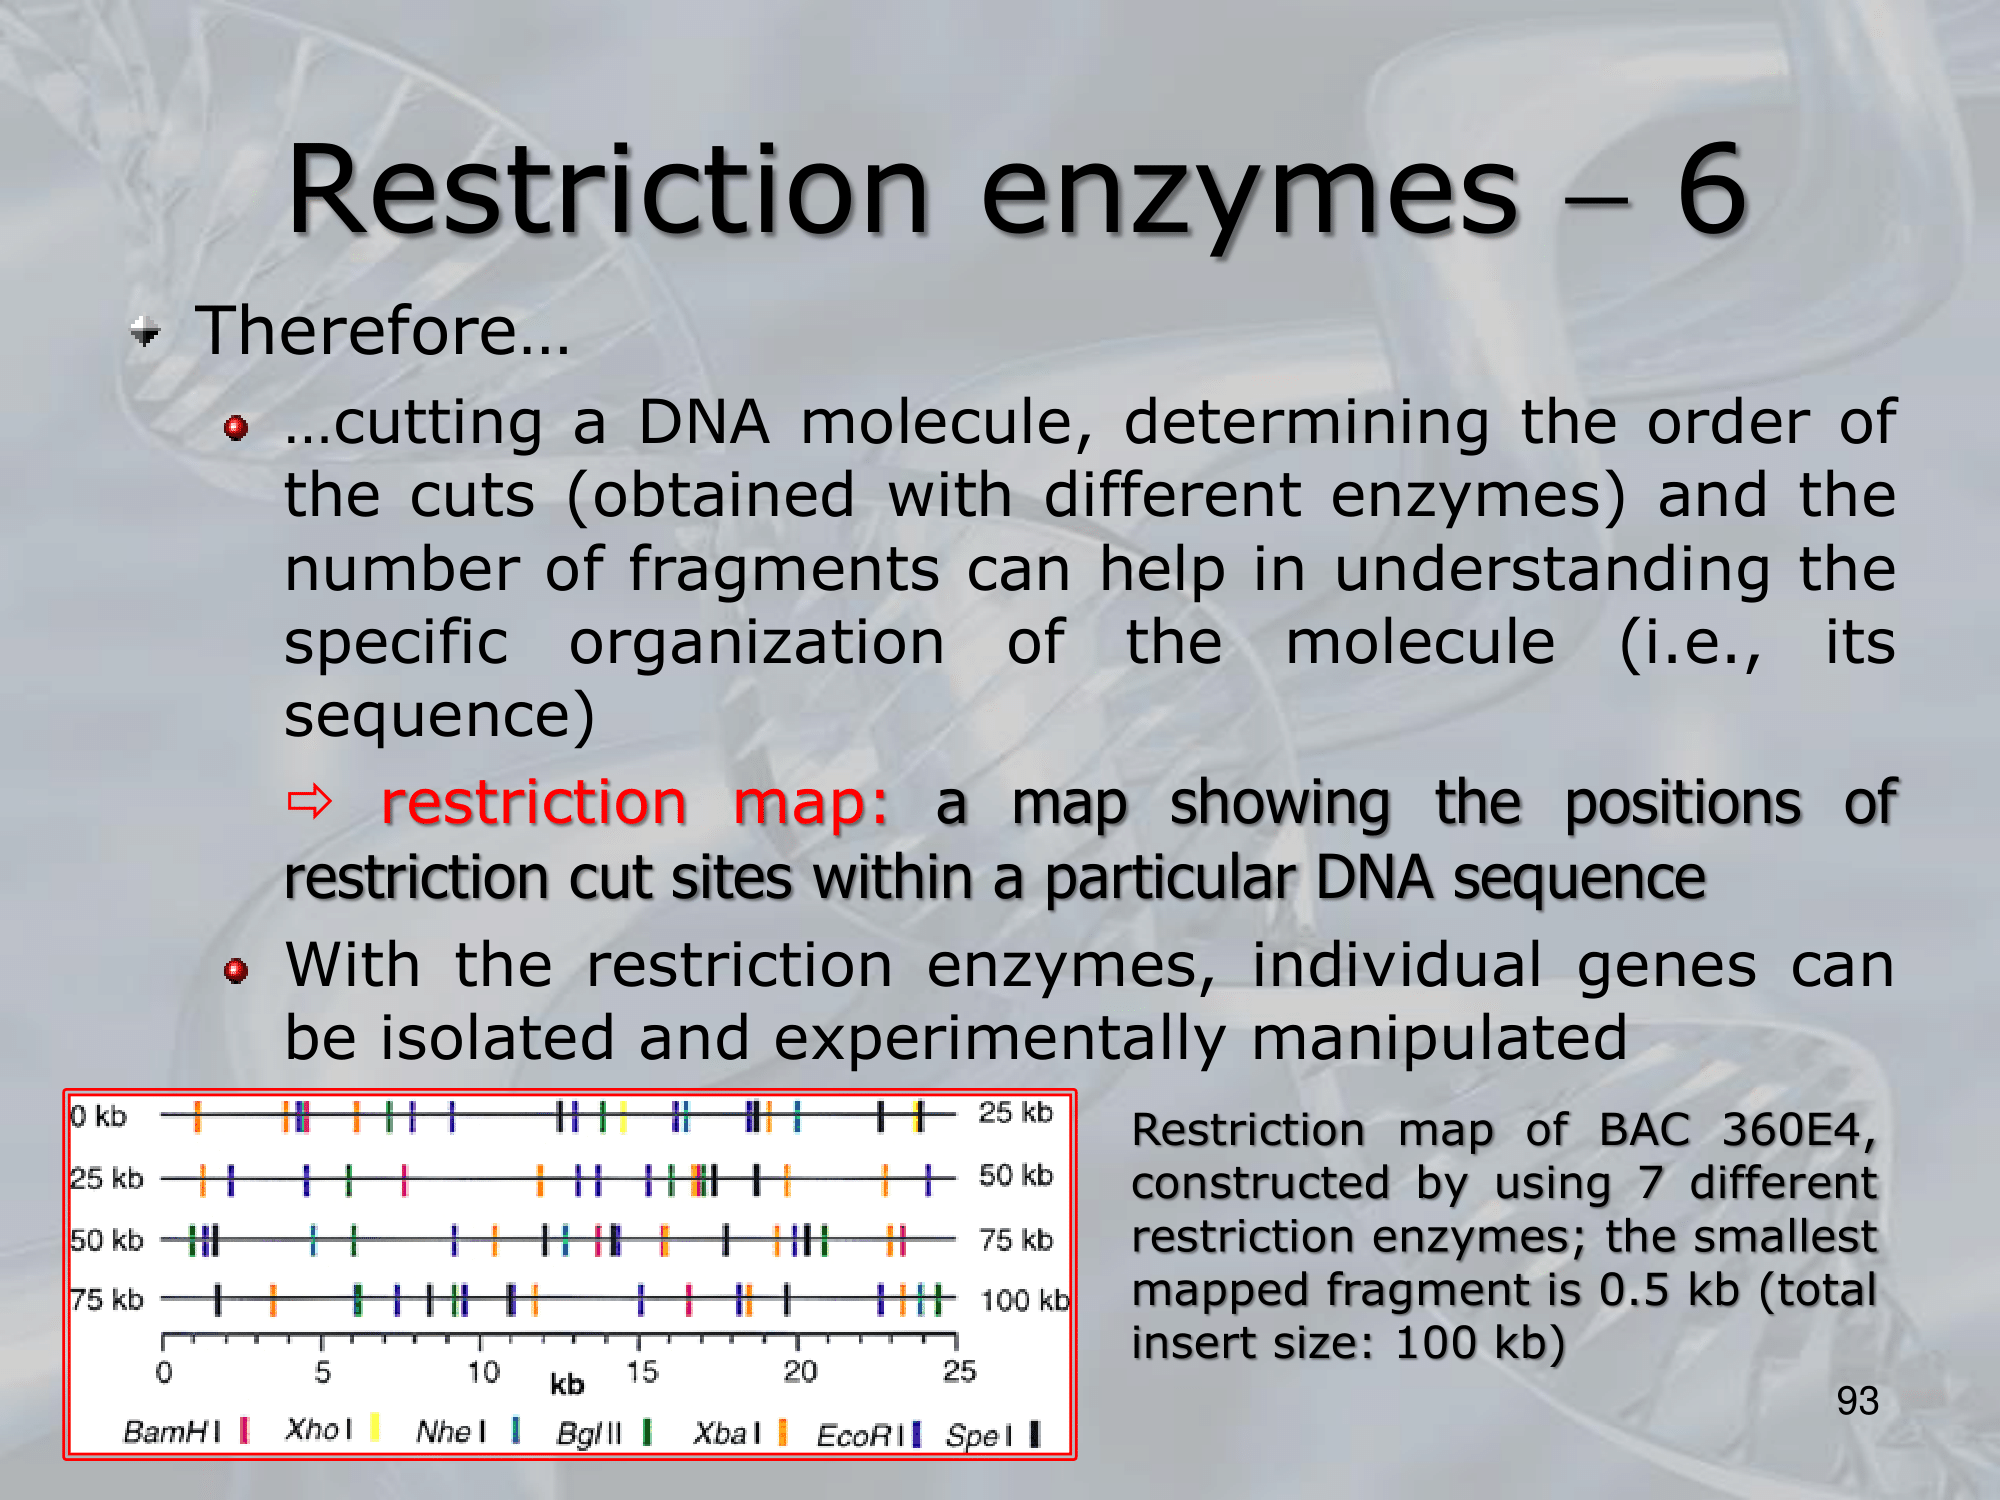 Restriction enzymes – 6
Therefore…
…cutting a DNA molecule, determining the order of
the cuts (obtained with different enzymes) and the
number of fragments can help in understanding the
specific organization of the molecule (i.e., its
sequence)
⇨ restriction map: a map showing the positions of
restriction cut sites within a particular DNA sequence
With the restriction enzymes, individual genes can
be isolated and experimentally manipulated
0 kb 25 kb
25 kb 50 kb
50 kb 75 kb
75 kb 100 kb
0 5 10 15 20 25
kb
BamH I Xho I Nhe I Bgl II Xba I EcoR I Spe I
Restriction map of BAC 360E4,
constructed by using 7 different
restriction enzymes; the smallest
mapped fragment is 0.5 kb (total
insert size: 100 kb)
93